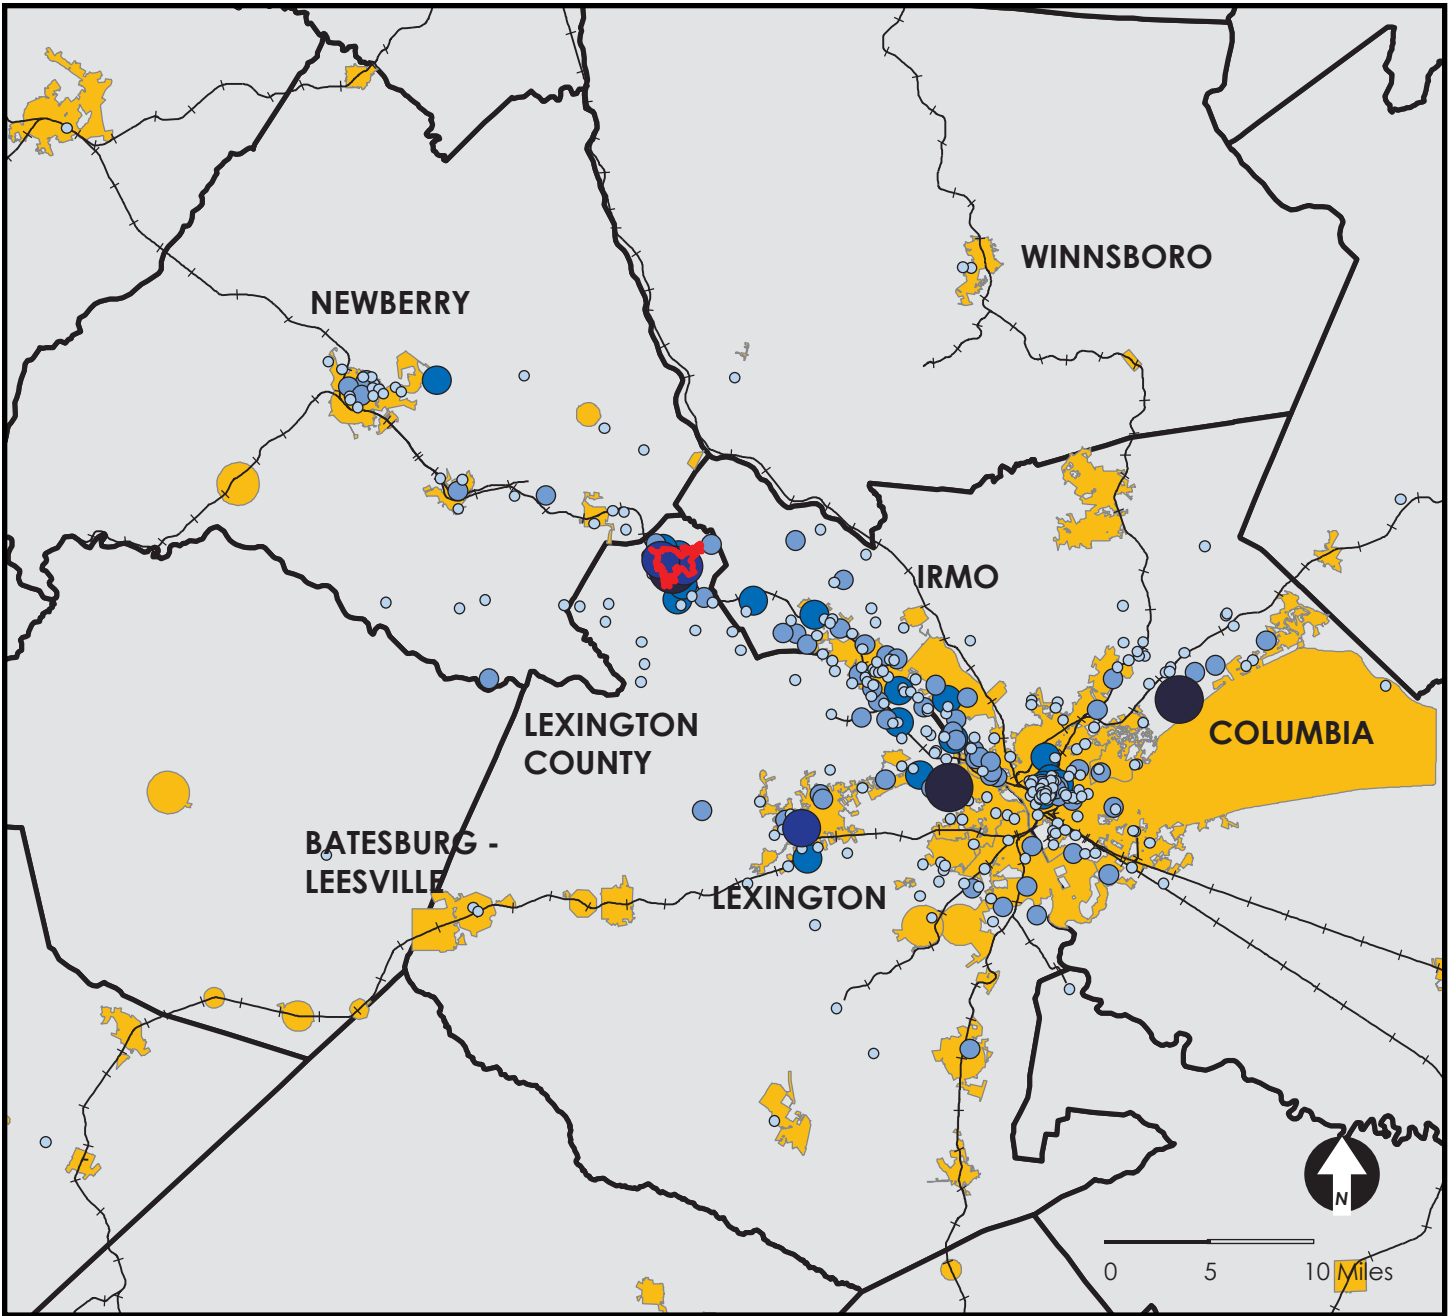 WINNSBORO
NEWBERRY
IRMO
LEXINGTON
COUNTY
COLUMBIA
BATESBURG -
LEESVILLE
LEXINGTON
N
0 5 10 Miles